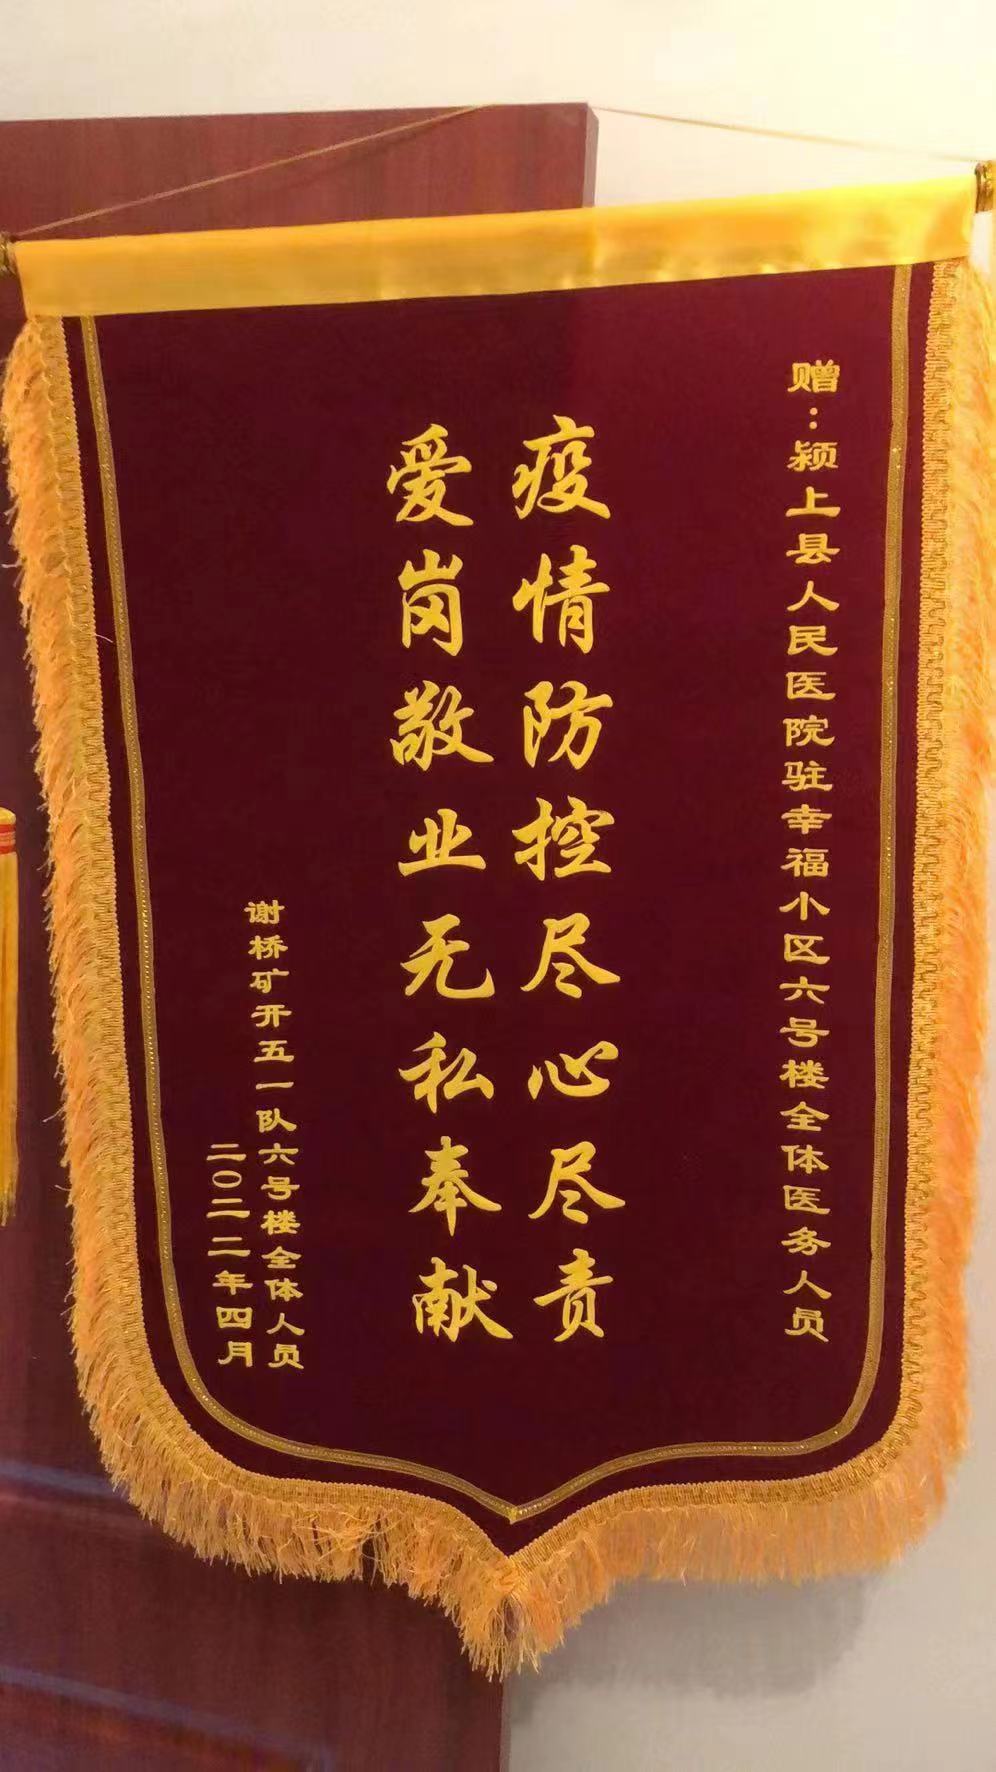 赠：颍上县人民医院驻幸福小区六号楼全体医务人员
疫情防控尽心尽责
爱岗敬业无私奉献
谢桥矿开五一队六号楼全体人员
二〇二二年四月